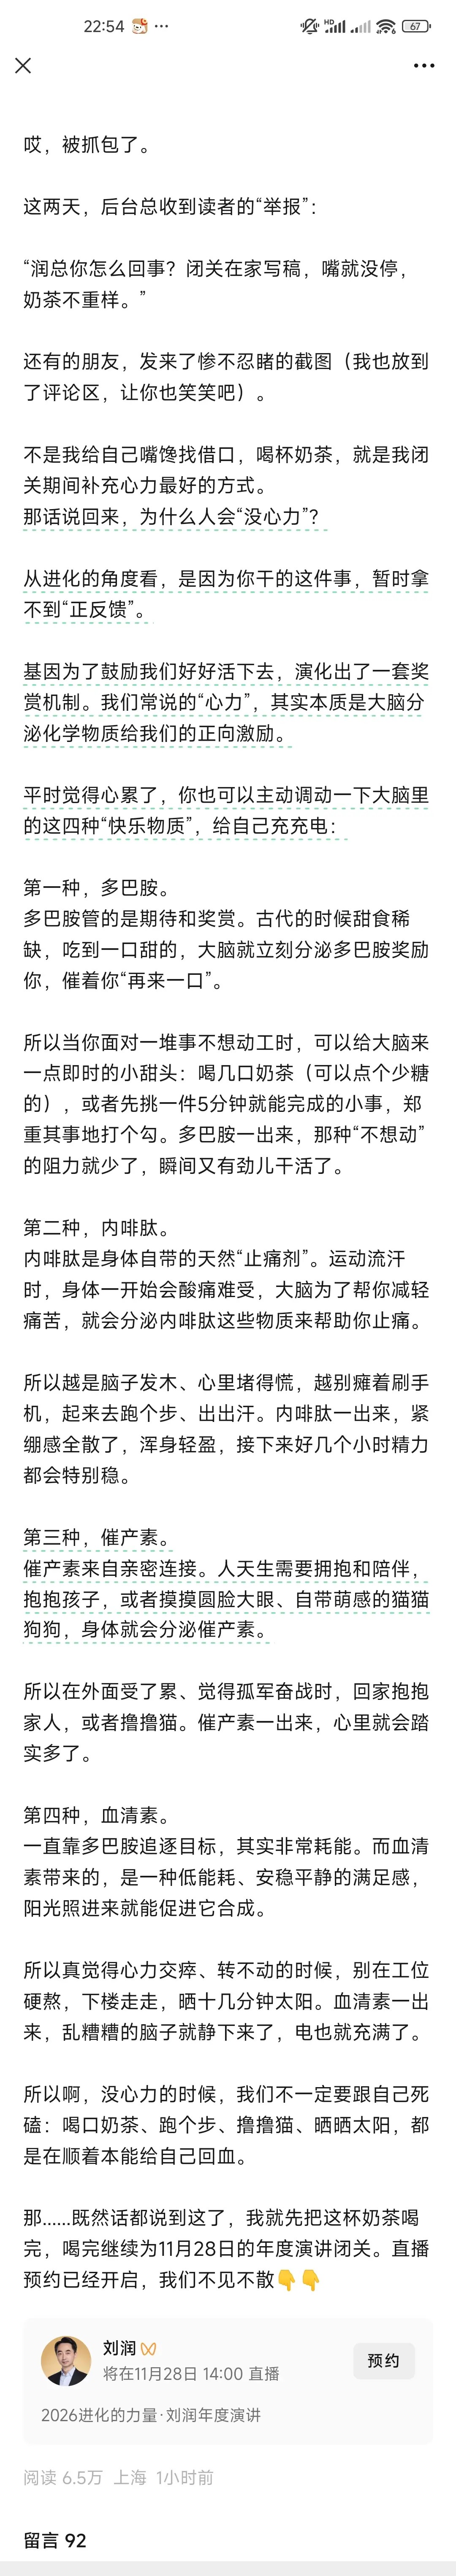 22:54
HD
6
67
哎，被抓包了。
这两天，后台总收到读者的“举报”：
“润总你怎么回事？闭关在家写稿，嘴就没停，
奶茶不重样。”
还有的朋友，发来了惨不忍睹的截图（我也放到
了评论区，让你也笑笑吧）。
不是我给自己嘴馋找借口，喝杯奶茶，就是我闭
关期间补充心力最好的方式。
那话说回来，为什么人会“没心力”？
从进化的角度看，是因为你干的这件事，暂时拿
不到“正反馈”。
基因为了鼓励我们好好活下去，演化出了一套奖
赏机制。我们常说的“心力”，其实本质是大脑分
泌化学物质给我们的正向激励。
平时觉得心累了，你也可以主动调动一下大脑里
的这四种“快乐物质”，给自己充充电：
第一种，多巴胺。
多巴胺管的是期待和奖赏。古代的时候甜食稀
缺，吃到一口甜的，大脑就立刻分泌多巴胺奖励
你，催着你“再来一口”。
所以当你面对一堆事不想动工时，可以给大脑来
一点即时的小甜头：喝几口奶茶（可以点个少糖
的），或者先挑一件5分钟就能完成的小事，郑
重其事地打个勾。多巴胺一出来，那种“不想动”
的阻力就少了，瞬间又有劲儿干活了。
第二种，内啡肽。
内啡肽是身体自带的天然“止痛剂”。运动流汗
时，身体一开始会酸痛难受，大脑为了帮你减轻
痛苦，就会分泌内啡肽这些物质来帮助你止痛。
所以越是脑子发木、心里堵得慌，越别瘫着刷手
机，起来去跑个步、出出汗。内啡肽一出来，紧
绷感全散了，浑身轻盈，接下来好几个小时精力
都会特别稳。
第三种，催产素。
催产素来自亲密连接。人天生需要拥抱和陪伴，
抱抱孩子，或者摸摸圆脸大眼、自带萌感的猫猫
狗狗，身体就会分泌催产素。
所以在外面受了累、觉得孤军奋战时，回家抱抱
家人，或者撸撸猫。催产素一出来，心里就会踏
实多了。
第四种，血清素。
一直靠多巴胺追逐目标，其实非常耗能。而血清
素带来的，是一种低能耗、安稳平静的满足感，
阳光照进来就能促进它合成。
所以真觉得心力交瘁、转不动的时候，别在工位
硬熬，下楼走走，晒十几分钟太阳。血清素一出
来，乱糟糟的脑子就静下来了，电也就充满了。
所以啊，没心力的时候，我们不一定要跟自己死
磕：喝口奶茶、跑个步、撸撸猫、晒晒太阳，都
是在顺着本能给自己回血。
那......既然话都说到这了，我就先把这杯奶茶喝
完，喝完继续为11月28日的年度演讲闭关。直播
预约已经开启，我们不见不散👇👇
刘润
将在11月28日 14:00 直播
预约
2026进化的力量·刘润年度演讲
阅读 6.5万 上海 1小时前
留言 92